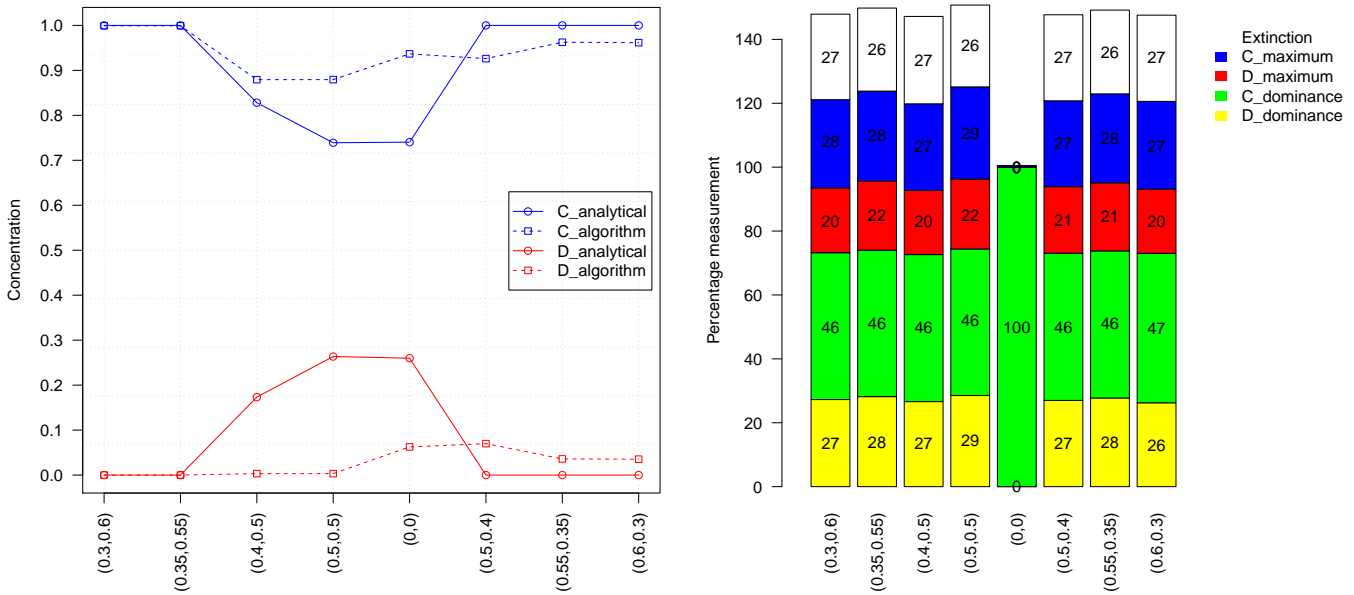 1.0
0.9
0.8
0.7
0.6
0.5
0.4
0.3
0.2
0.1
0.0
Concentration
C_analytical
C_algorithm
D_analytical
D_algorithm
(0.3,0.6)
(0.35,0.55)
(0.4,0.5)
(0.5,0.5)
(0,0)
(0.5,0.4)
(0.55,0.35)
(0.6,0.3)
140
120
100
80
60
40
20
0
Percentage measurement
27 26 27 26 27 26 27
28 28 27 29 0 27 28 27
20 22 20 22 21 21 20
46 46 46 46 100 46 46 47
27 28 27 29 0 27 28 26
(0.3,0.6)
(0.35,0.55)
(0.4,0.5)
(0.5,0.5)
(0,0)
(0.5,0.4)
(0.55,0.35)
(0.6,0.3)
Extinction
C_maximum
D_maximum
C_dominance
D_dominance